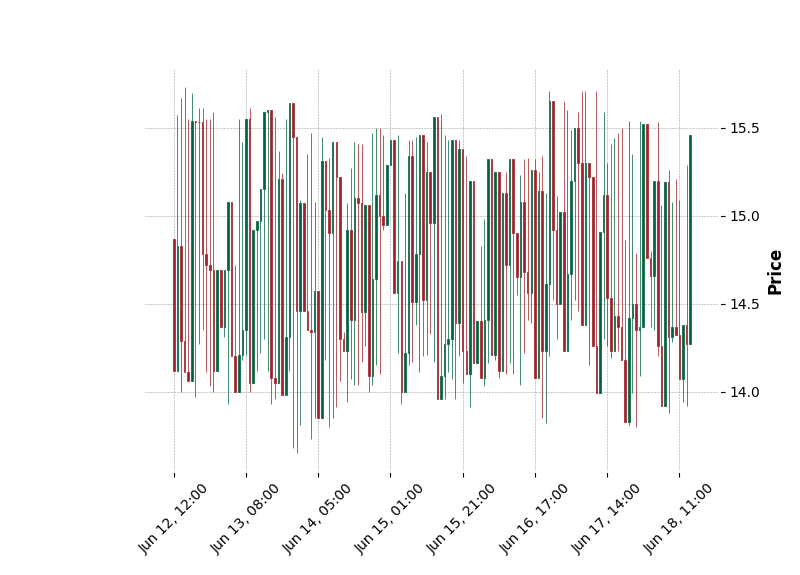 15.5
15.0
14.5
14.0
Price
Jun 12, 12:00
Jun 13, 08:00
Jun 14, 05:00
Jun 15, 01:00
Jun 15, 21:00
Jun 16, 17:00
Jun 17, 14:00
Jun 18, 11:00